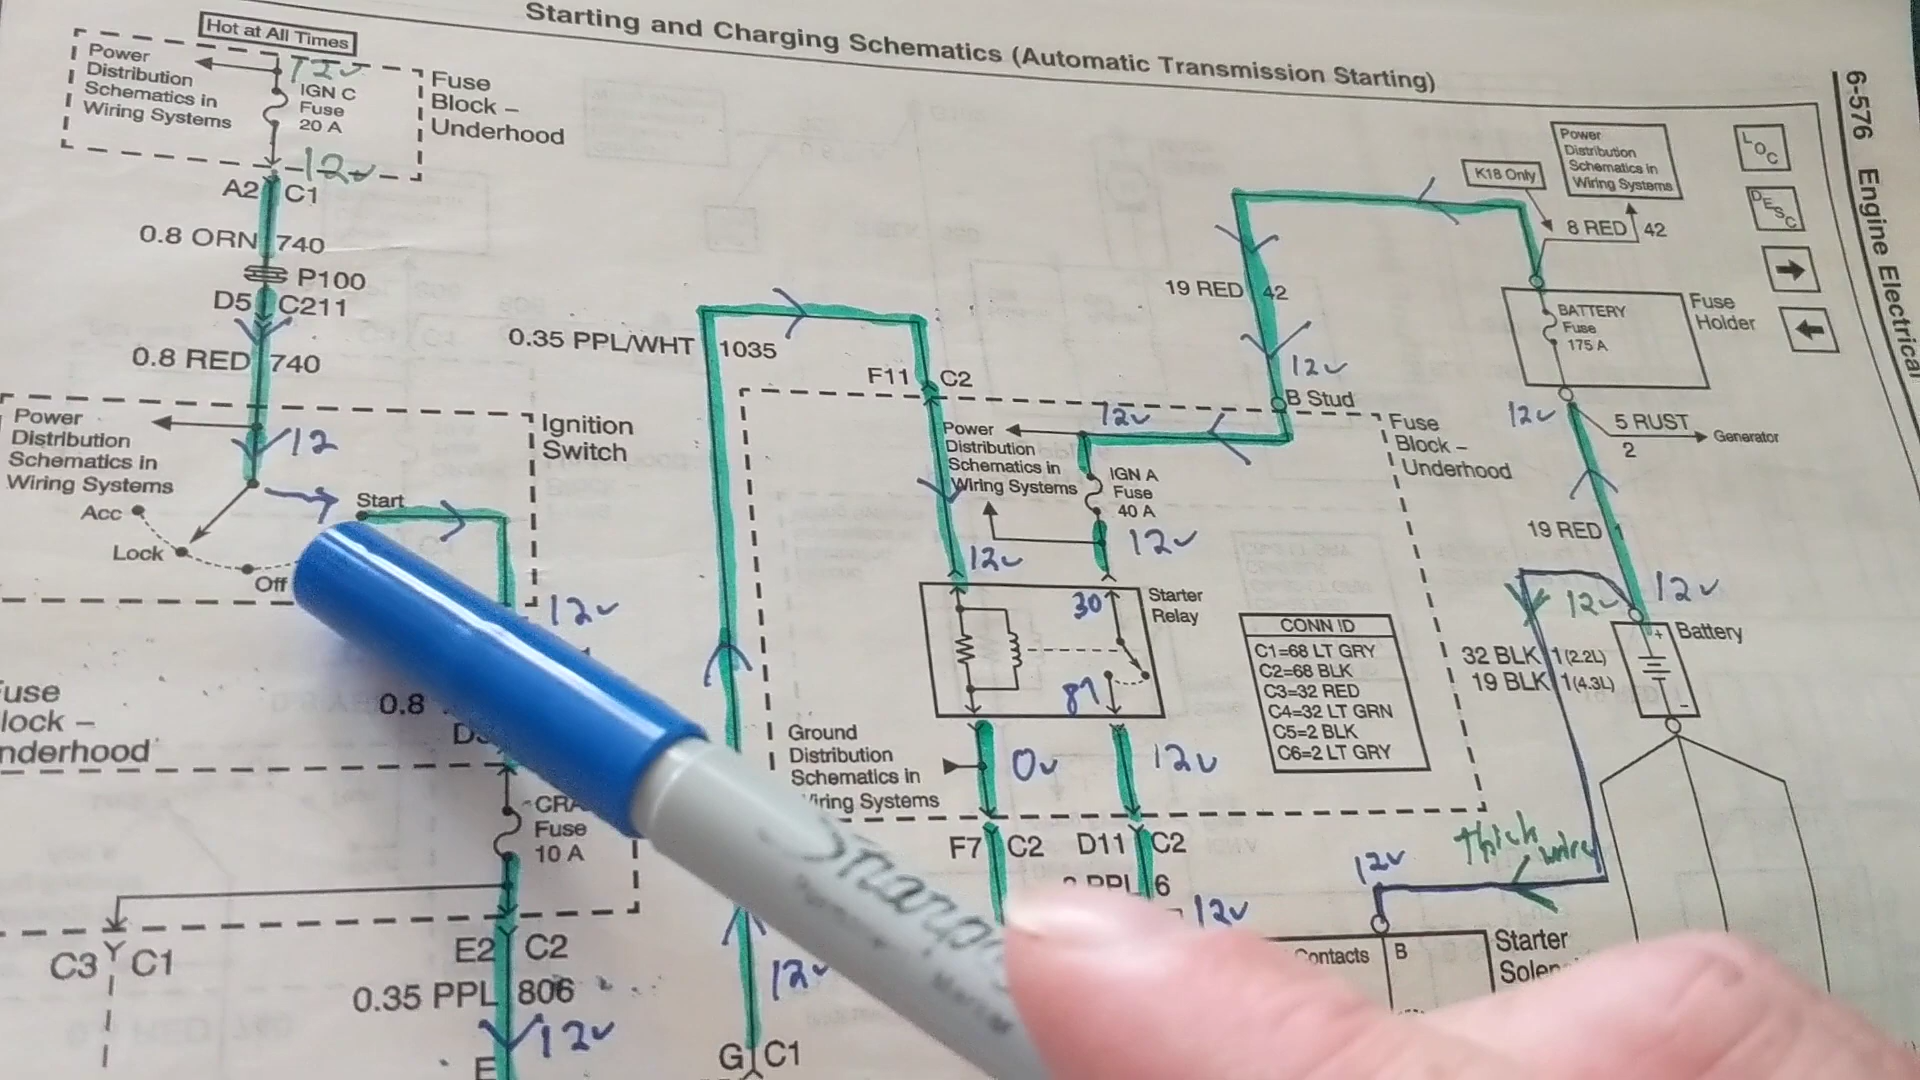 Starting and Charging Schematics (Automatic Transmission Starting)
6-576 Engine Electrical
Hot at All Times
Power
Distribution
Schematics in
Wiring Systems
12v
IGN C
Fuse
20 A
12v
Fuse
Block –
Underhood
A2 C1
0.8 ORN 740
P100
D5 C211
0.8 RED 740
Power
Distribution
Schematics in
Wiring Systems
12
Ignition
Switch
Start
Acc
Lock
Off
12v
0.8
nderhood
CRA
Fuse
10 A
C3 C1
E2 C2
0.35 PPL 806
12v
E
0.35 PPL/WHT 1035
F11 C2
12v
G C1
Power
Distribution
Schematics in
Wiring Systems
12v
IGN A
Fuse
40 A
12v
12v
30
87
Starter
Relay
Ground
Distribution
Schematics in
Wiring Systems
0v
12v
F7 C2
D11 C2
PPL 6
12v
19 RED 42
12v
B Stud
Fuse
Block –
Underhood
K18 Only
Power
Distribution
Schematics in
Wiring Systems
8 RED 42
BATTERY
Fuse
175 A
Fuse
Holder
12v
5 RUST
2
Generator
19 RED 1
12v
12v
+
-
Battery
32 BLK 1(2.2L)
19 BLK 1(4.3L)
CONN ID
C1=68 LT GRY
C2=68 BLK
C3=32 RED
C4=32 LT GRN
C5=2 BLK
C6=2 LT GRY
Thick wire
12v
Contacts
B
Starter
Solen
LOC
DESC
Sharpie